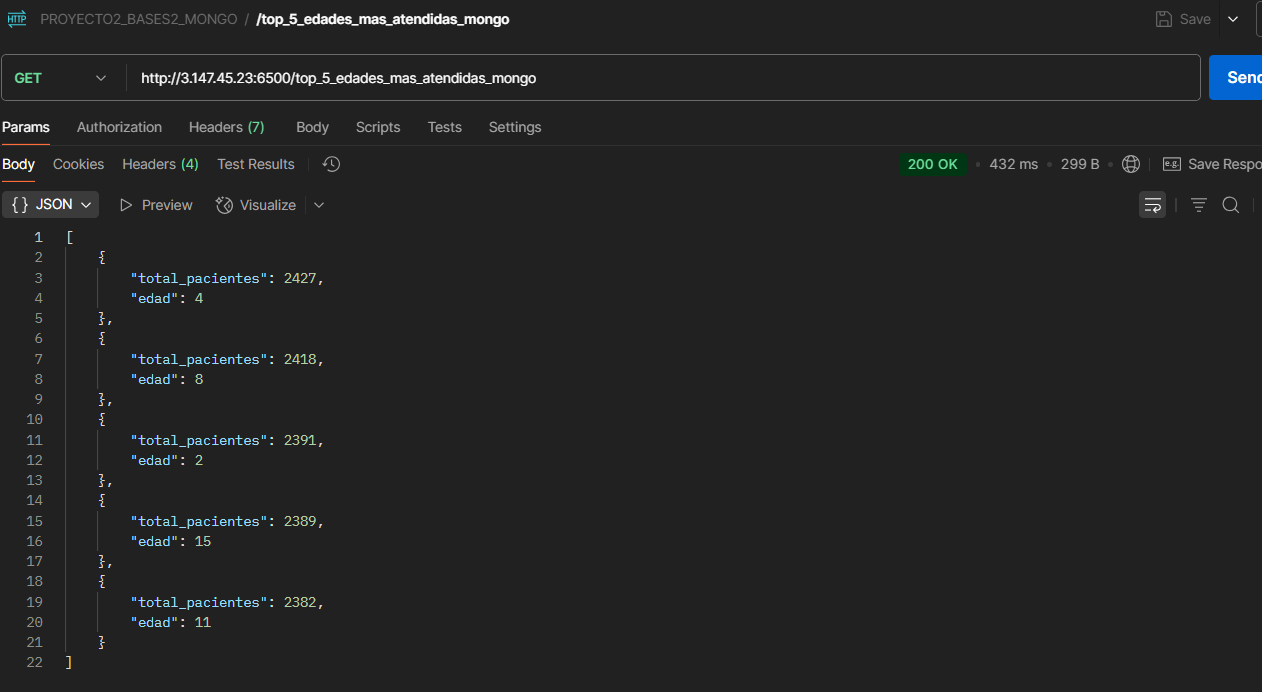 HTTP PROYECTO2_BASES2_MONGO / /top_5_edades_mas_atendidas_mongo Save
GET http://3.147.45.23:6500/top_5_edades_mas_atendidas_mongo Send
Params Authorization Headers (7) Body Scripts Tests Settings
Body Cookies Headers (4) Test Results 200 OK 432 ms 299 B e.g. Save Respo
{} JSON Preview Visualize
1 [
2 {
3 "total_pacientes": 2427,
4 "edad": 4
5 },
6 {
7 "total_pacientes": 2418,
8 "edad": 8
9 },
10 {
11 "total_pacientes": 2391,
12 "edad": 2
13 },
14 {
15 "total_pacientes": 2389,
16 "edad": 15
17 },
18 {
19 "total_pacientes": 2382,
20 "edad": 11
21 }
22 ]